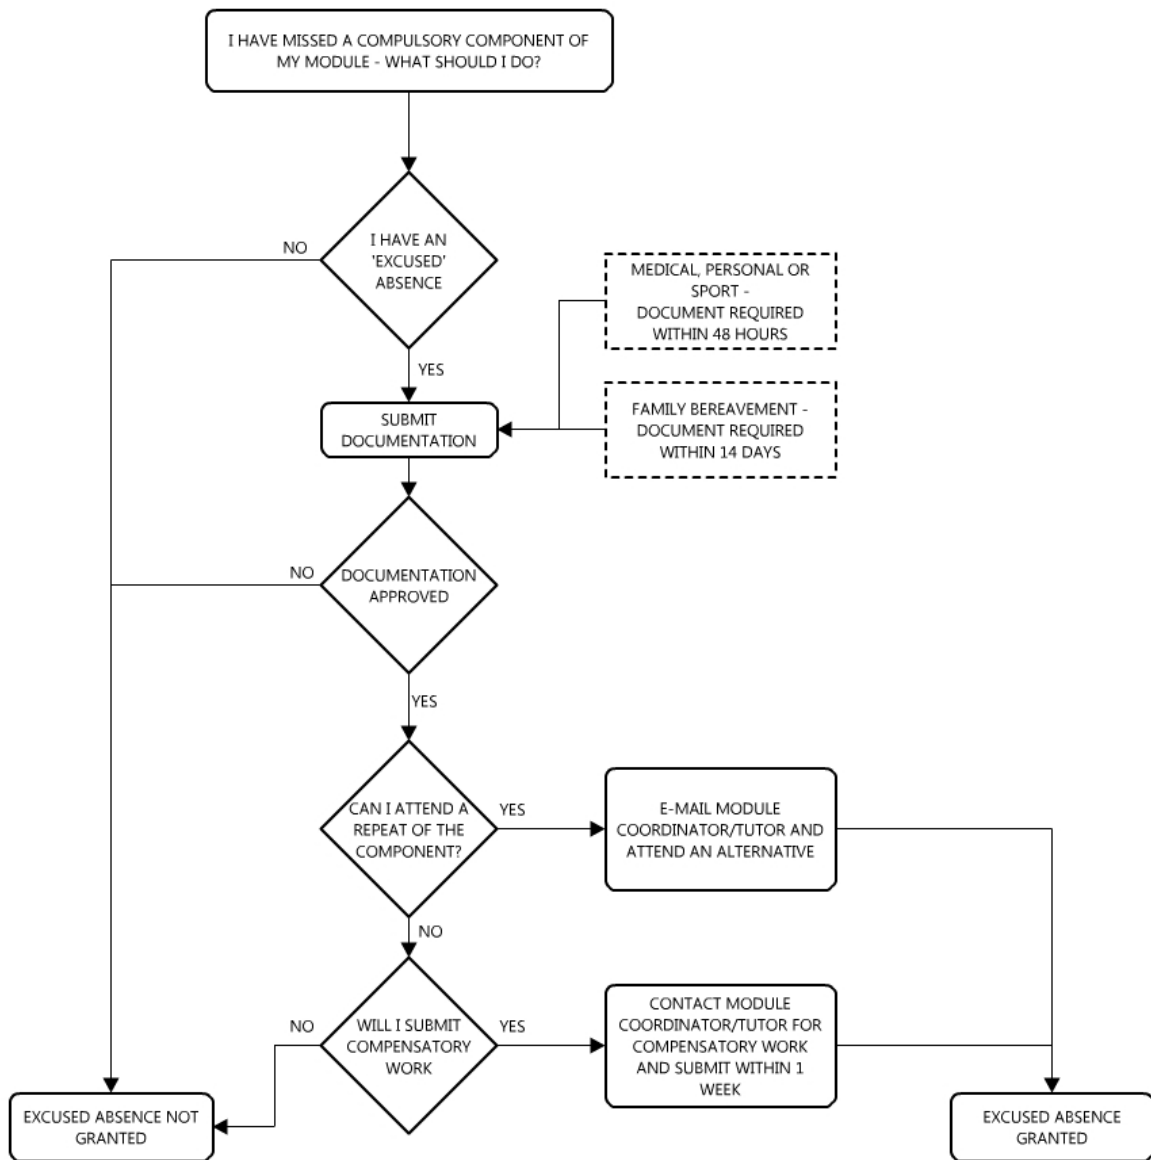 I HAVE MISSED A COMPULSORY COMPONENT OF
MY MODULE - WHAT SHOULD I DO?
NO
I HAVE AN
'EXCUSED'
ABSENCE
MEDICAL, PERSONAL OR
SPORT -
DOCUMENT REQUIRED
WITHIN 48 HOURS
YES
SUBMIT
DOCUMENTATION
FAMILY BEREAVEMENT -
DOCUMENT REQUIRED
WITHIN 14 DAYS
NO
DOCUMENTATION
APPROVED
YES
CAN I ATTEND A
REPEAT OF THE
COMPONENT?
YES
E-MAIL MODULE
COORDINATOR/TUTOR AND
ATTEND AN ALTERNATIVE
NO
NO
WILL I SUBMIT
COMPENSATORY
WORK
YES
CONTACT MODULE
COORDINATOR/TUTOR FOR
COMPENSATORY WORK
AND SUBMIT WITHIN 1
WEEK
EXCUSED ABSENCE NOT
GRANTED
EXCUSED ABSENCE
GRANTED